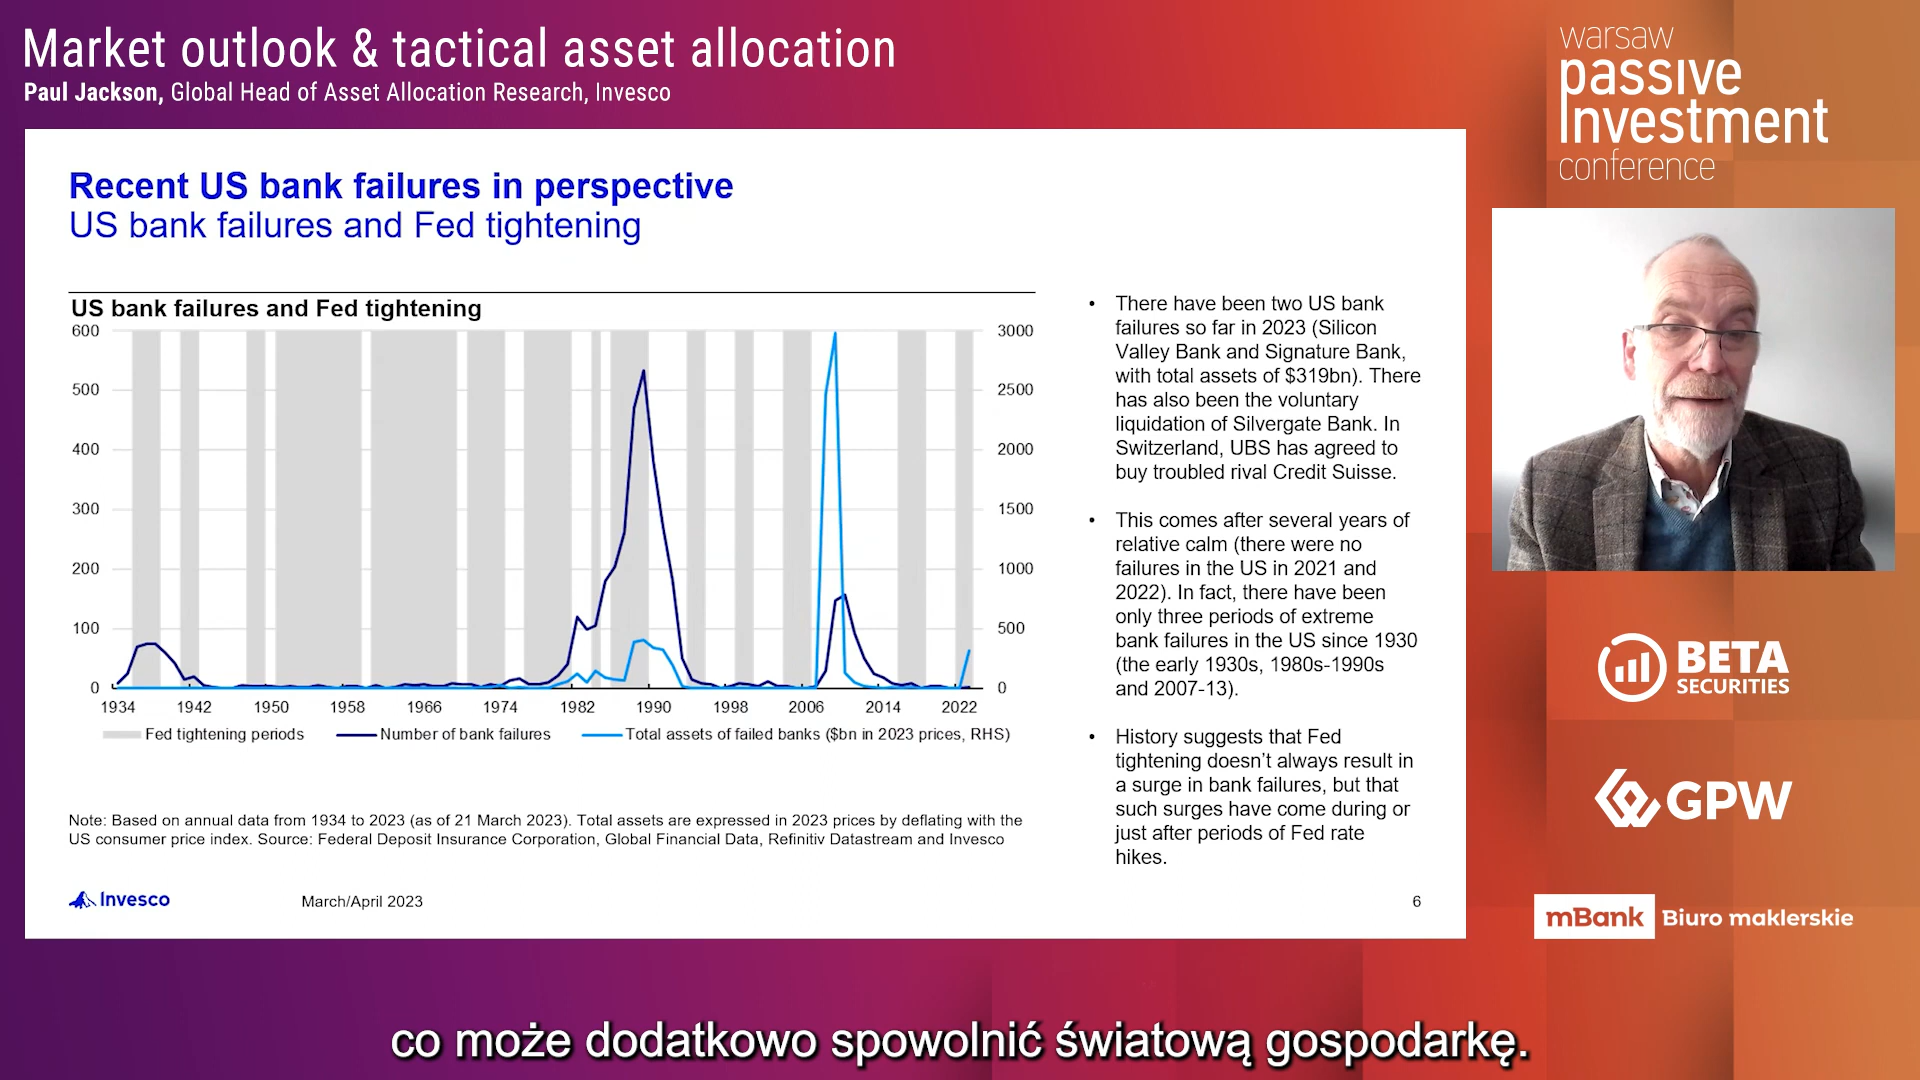 Market outlook & tactical asset allocation
Paul Jackson, Global Head of Asset Allocation Research, Invesco
warsaw
passive
Investment
conference
Recent US bank failures in perspective
US bank failures and Fed tightening
US bank failures and Fed tightening
600
500
400
300
200
100
0
3000
2500
2000
1500
1000
500
0
1934 1942 1950 1958 1966 1974 1982 1990 1998 2006 2014 2022
Fed tightening periods
Number of bank failures
Total assets of failed banks ($bn in 2023 prices, RHS)
• There have been two US bank
failures so far in 2023 (Silicon
Valley Bank and Signature Bank,
with total assets of $319bn). There
has also been the voluntary
liquidation of Silvergate Bank. In
Switzerland, UBS has agreed to
buy troubled rival Credit Suisse.
• This comes after several years of
relative calm (there were no
failures in the US in 2021 and
2022). In fact, there have been
only three periods of extreme
bank failures in the US since 1930
(the early 1930s, 1980s-1990s
and 2007-13).
• History suggests that Fed
tightening doesn’t always result in
a surge in bank failures, but that
such surges have come during or
just after periods of Fed rate
hikes.
Note: Based on annual data from 1934 to 2023 (as of 21 March 2023). Total assets are expressed in 2023 prices by deflating with the
US consumer price index. Source: Federal Deposit Insurance Corporation, Global Financial Data, Refinitiv Datastream and Invesco
Invesco
March/April 2023
6
BETA
SECURITIES
GPW
mBank Biuro maklerskie
co może dodatkowo spowolnić światową gospodarkę.